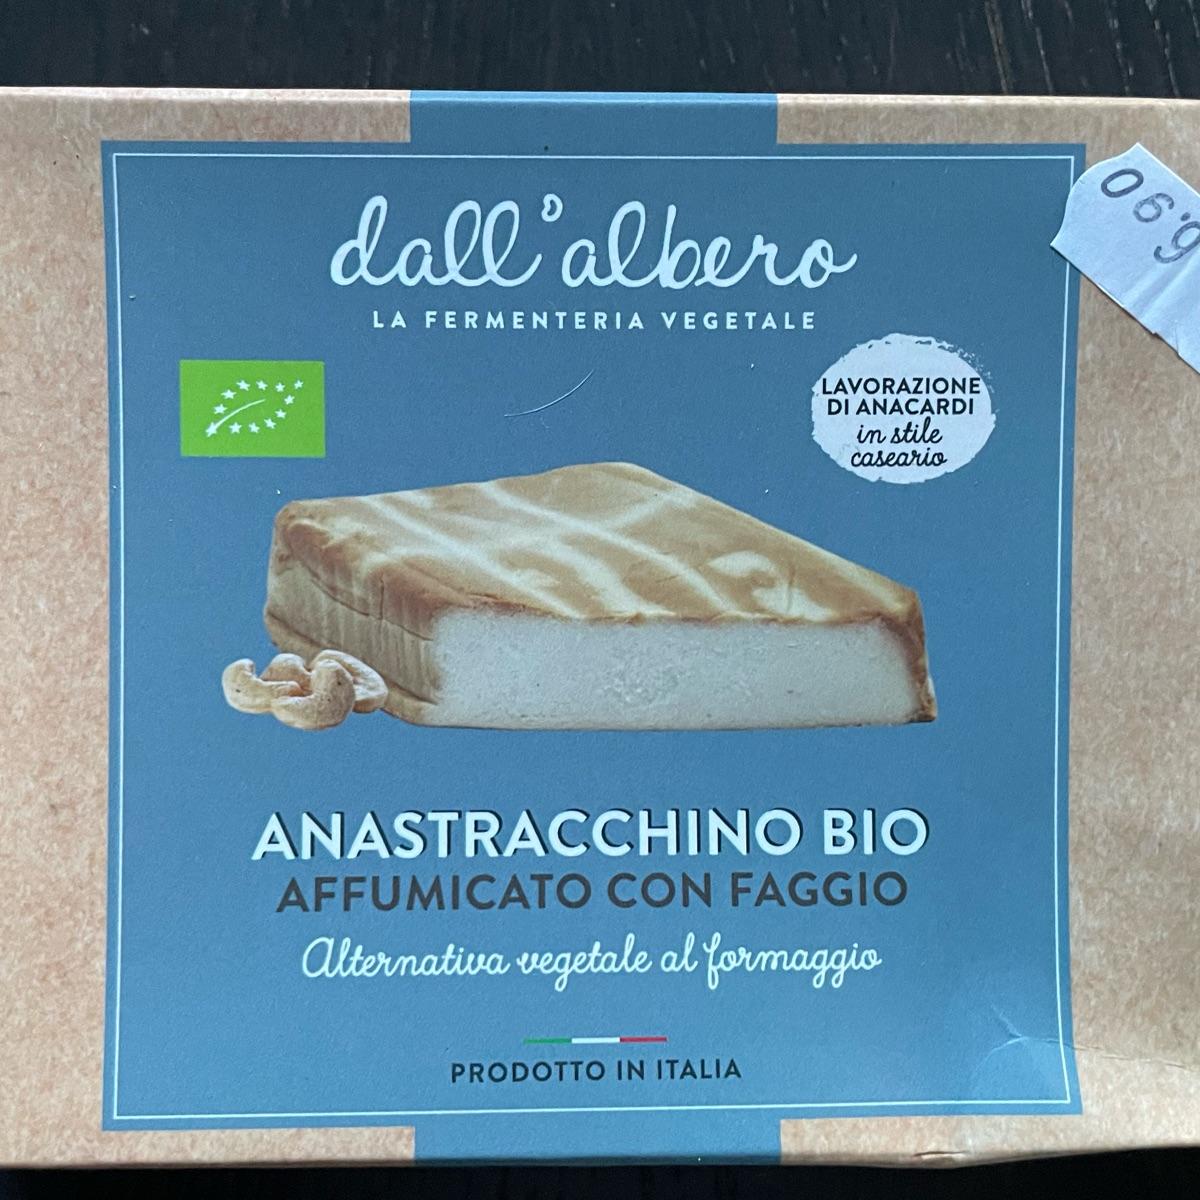 dall'albero
LA FERMENTERIA VEGETALE
6,90
LAVORAZIONE
DI ANACARDI
in stile
caseario
ANASTRACCHINO BIO
AFFUMICATO CON FAGGIO
Alternativa vegetale al formaggio
PRODOTTO IN ITALIA